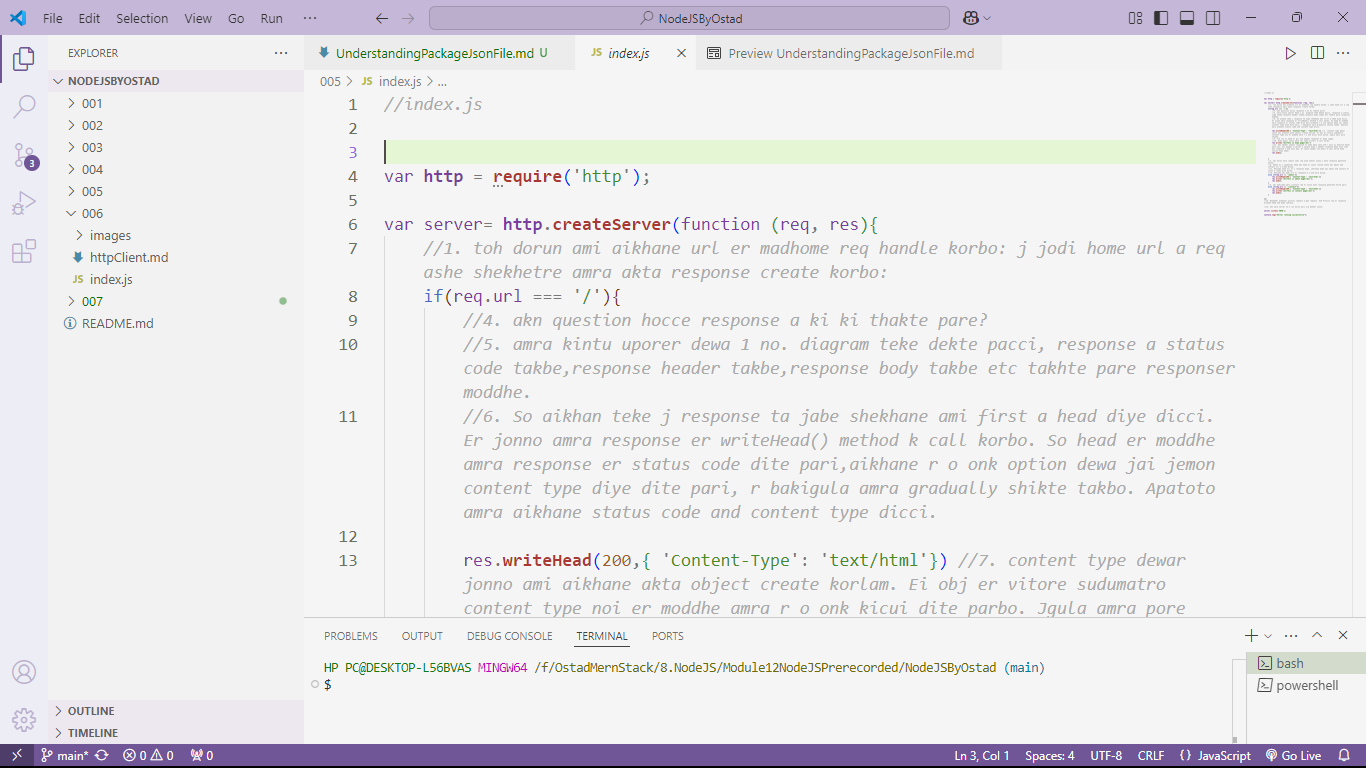 File Edit Selection View Go Run ··· NodeJSByOstad
EXPLORER ···
NODEJSBYOSTAD
001
002
003
004
005
006
images
httpClient.md
JS index.js
007
README.md
OUTLINE
TIMELINE
UnderstandingPackageJsonFile.md U JS index.js Preview UnderstandingPackageJsonFile.md ···
005 > JS index.js > ...
1 //index.js
2
3
4 var http = require('http');
5
6 var server= http.createServer(function (req, res){
7 //1. toh dorun ami aikhane url er madhome req handle korbo: j jodi home url a req
ashe shekhetre amra akta response create korbo:
8 if(req.url === '/'){
9 //4. akn question hocce response a ki ki thakte pare?
10 //5. amra kintu uporer dewa 1 no. diagram teke dekte pacci, response a status
code takbe,response header takbe,response body takbe etc takhte pare responser
moddhe.
11 //6. So aikhan teke j response ta jabe shekhane ami first a head diye dicci.
Er jonno amra response er writeHead() method k call korbo. So head er moddhe
amra response er status code dite pari,aikhane r o onk option dewa jai jemon
content type diye dite pari, r bakigula amra gradually shikte takbo. Apatoto
amra aikhane status code and content type dicci.
12
13 res.writeHead(200,{ 'Content-Type': 'text/html'}) //7. content type dewar
jonno ami aikhane akta object create korlam. Ei obj er vitore sudumatro
content type noi er moddhe amra r o onk kicui dite parbo. Jgula amra pore
PROBLEMS OUTPUT DEBUG CONSOLE TERMINAL PORTS ···
HP PC@DESKTOP-L56BVAS MINGW64 /f/OstadMernStack/8.NodeJS/Module12NodeJSPrerecorded/NodeJSByOstad (main)
$
bash
powershell
3
main* 0 0 0 Ln 3, Col 1 Spaces: 4 UTF-8 CRLF {} JavaScript Go Live